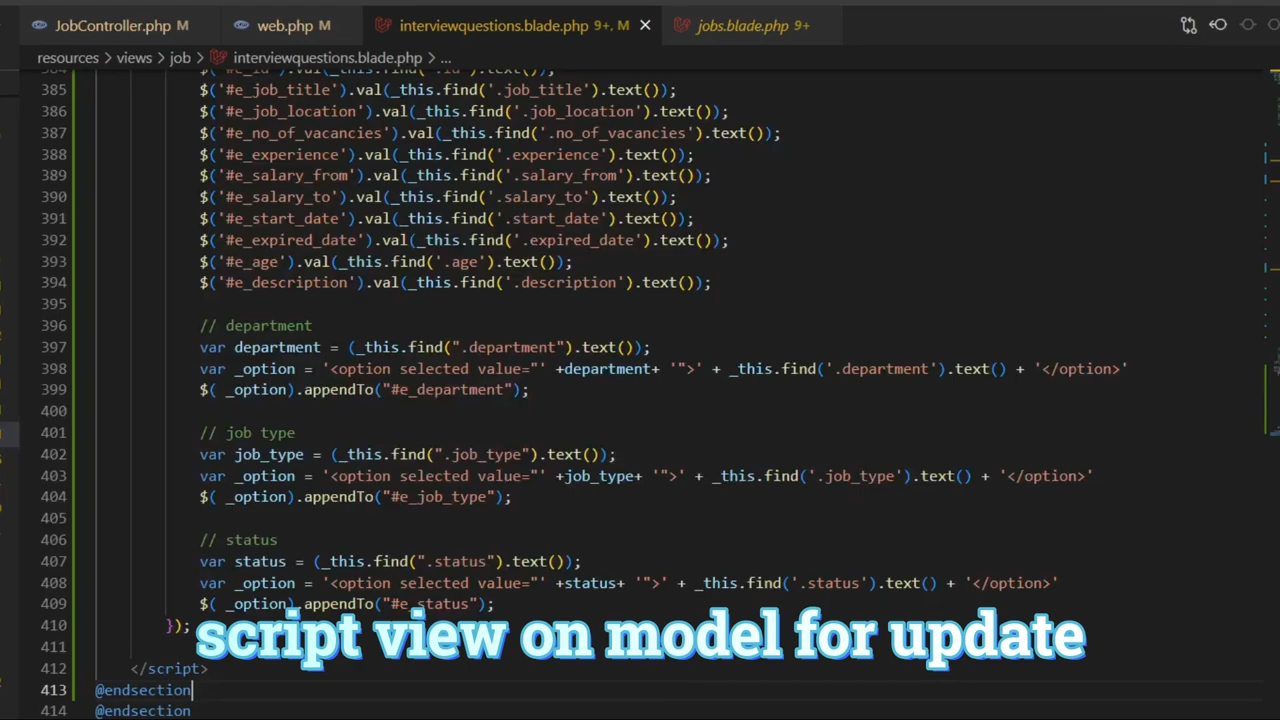 JobController.php M web.php M interviewquestions.blade.php 9+, M jobs.blade.php 9+
resources > views > job > interviewquestions.blade.php > ...
384 $('#e_id').val(_this.find('.id').text());
385 $('#e_job_title').val(_this.find('.job_title').text());
386 $('#e_job_location').val(_this.find('.job_location').text());
387 $('#e_no_of_vacancies').val(_this.find('.no_of_vacancies').text());
388 $('#e_experience').val(_this.find('.experience').text());
389 $('#e_salary_from').val(_this.find('.salary_from').text());
390 $('#e_salary_to').val(_this.find('.salary_to').text());
391 $('#e_start_date').val(_this.find('.start_date').text());
392 $('#e_expired_date').val(_this.find('.expired_date').text());
393 $('#e_age').val(_this.find('.age').text());
394 $('#e_description').val(_this.find('.description').text());
395
396 // department
397 var department = (_this.find(".department").text());
398 var _option = '<option selected value="' +department+ '">' + _this.find('.department').text() + '</option>'
399 $( _option).appendTo("#e_department");
400
401 // job type
402 var job_type = (_this.find(".job_type").text());
403 var _option = '<option selected value="' +job_type+ '">' + _this.find('.job_type').text() + '</option>'
404 $( _option).appendTo("#e_job_type");
405
406 // status
407 var status = (_this.find(".status").text());
408 var _option = '<option selected value="' +status+ '">' + _this.find('.status').text() + '</option>'
409 $( _option).appendTo("#e_status");
410 });
script view on model for update
411
412 </script>
413 @endsection
414 @endsection